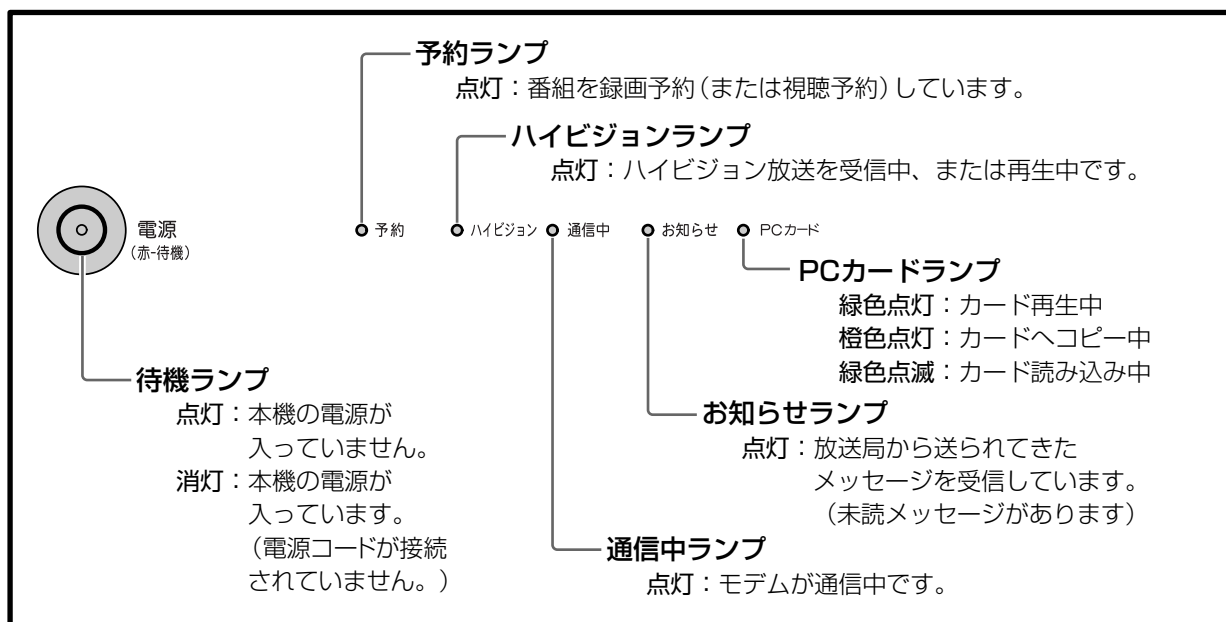 予約ランプ
点灯：番組を録画予約（または視聴予約）しています。
ハイビジョンランプ
点灯：ハイビジョン放送を受信中、または再生中です。
電源
（赤-待機）
予約
ハイビジョン
通信中
お知らせ
PCカード
PCカードランプ
緑色点灯：カード再生中
橙色点灯：カードへコピー中
緑色点滅：カード読み込み中
待機ランプ
点灯：本機の電源が
入っていません。
消灯：本機の電源が
入っています。
（電源コードが接続
されていません。）
お知らせランプ
点灯：放送局から送られてきた
メッセージを受信しています。
（未読メッセージがあります）
通信中ランプ
点灯：モデムが通信中です。